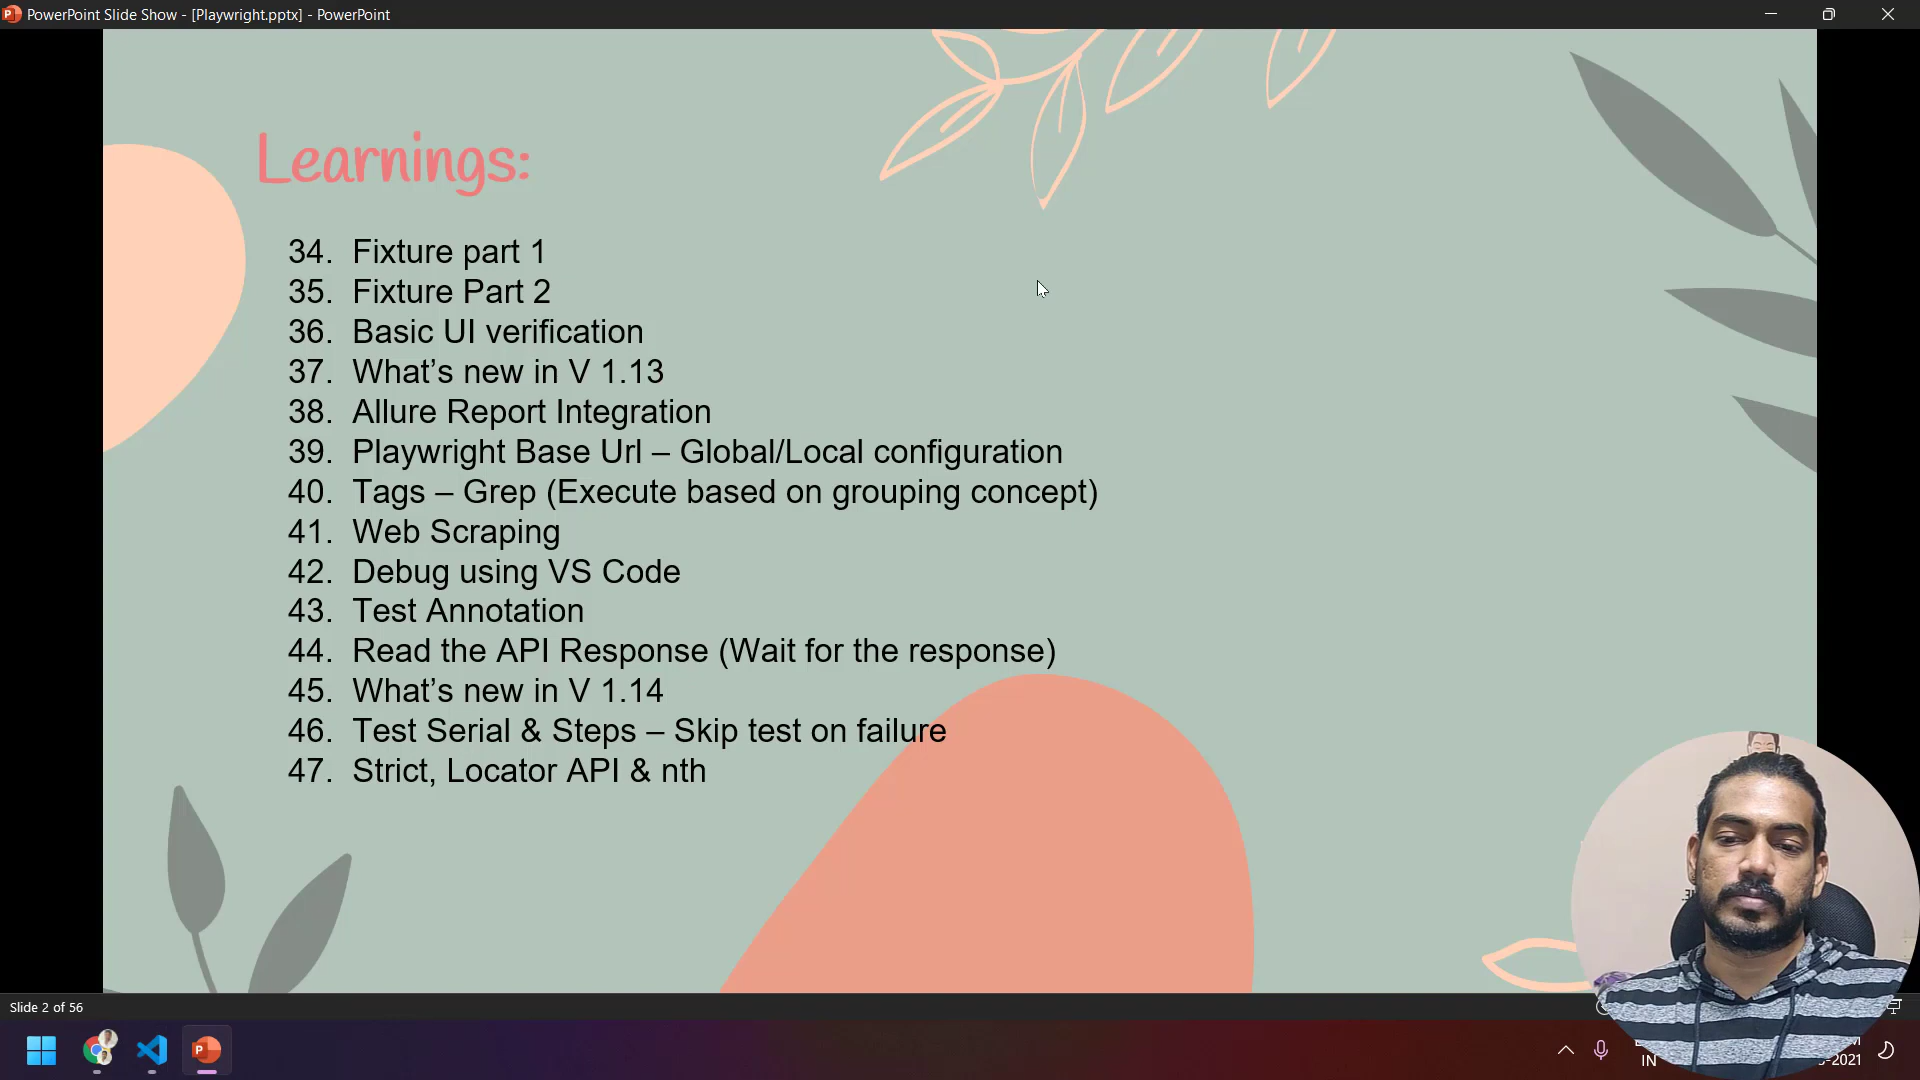 PowerPoint Slide Show - [Playwright.pptx] - PowerPoint
Learnings:
34. Fixture part 1
35. Fixture Part 2
36. Basic UI verification
37. What’s new in V 1.13
38. Allure Report Integration
39. Playwright Base Url – Global/Local configuration
40. Tags – Grep (Execute based on grouping concept)
41. Web Scraping
42. Debug using VS Code
43. Test Annotation
44. Read the API Response (Wait for the response)
45. What’s new in V 1.14
46. Test Serial & Steps – Skip test on failure
47. Strict, Locator API & nth
Slide 2 of 56
IN
-2021